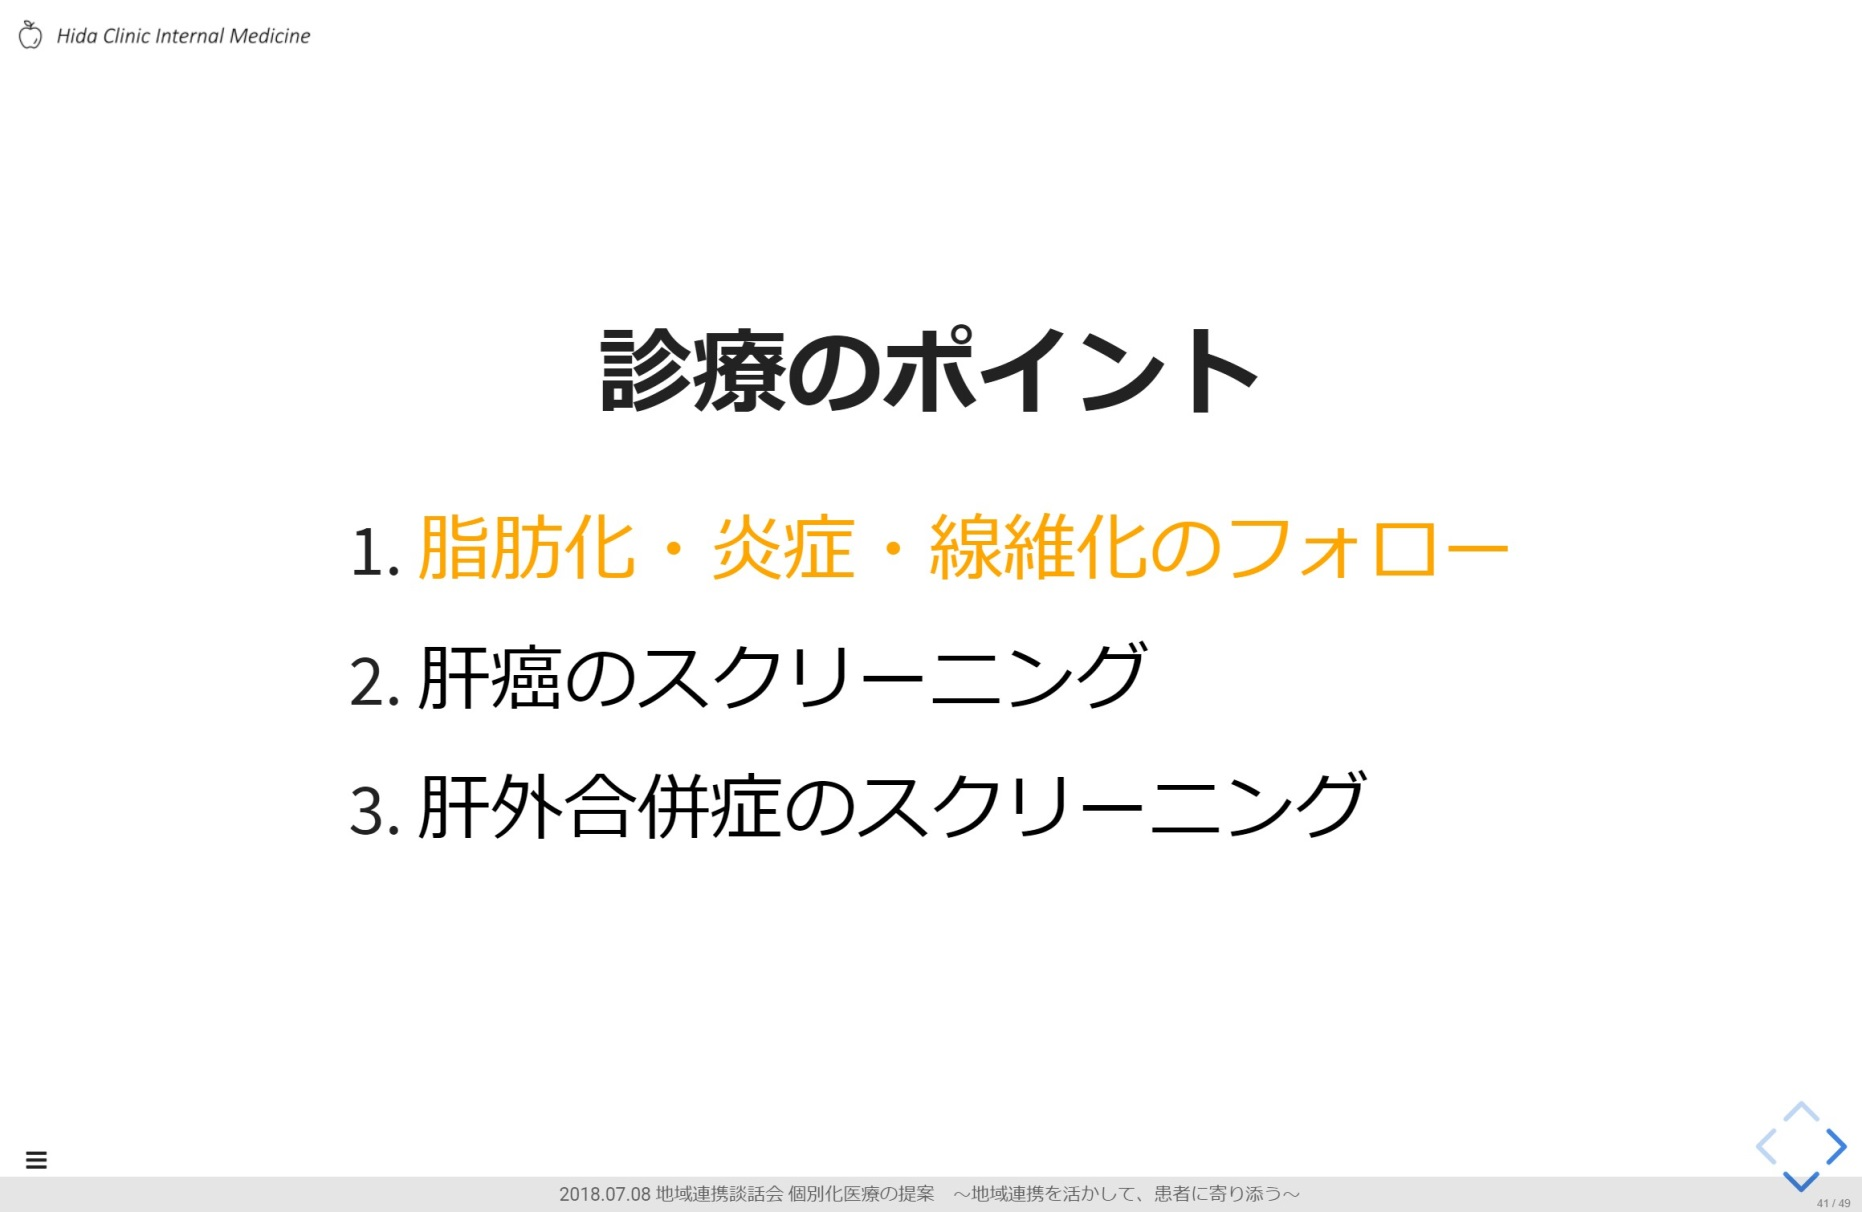 Hida Clinic Internal Medicine
診療のポイント
1. 脂肪化・炎症・線維化のフォロー
2. 肝癌のスクリーニング
3. 肝外合併症のスクリーニング
2018.07.08 地域連携談話会 個別化医療の提案　～地域連携を活かして、患者に寄り添う～
41 / 49